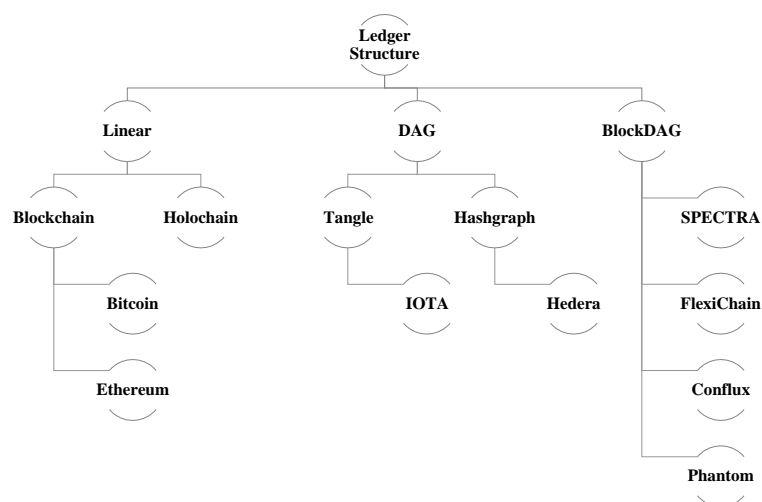 Ledger
Structure
Linear
DAG
BlockDAG
Blockchain
Holochain
Tangle
Hashgraph
SPECTRA
Bitcoin
IOTA
Hedera
FlexiChain
Ethereum
Conflux
Phantom